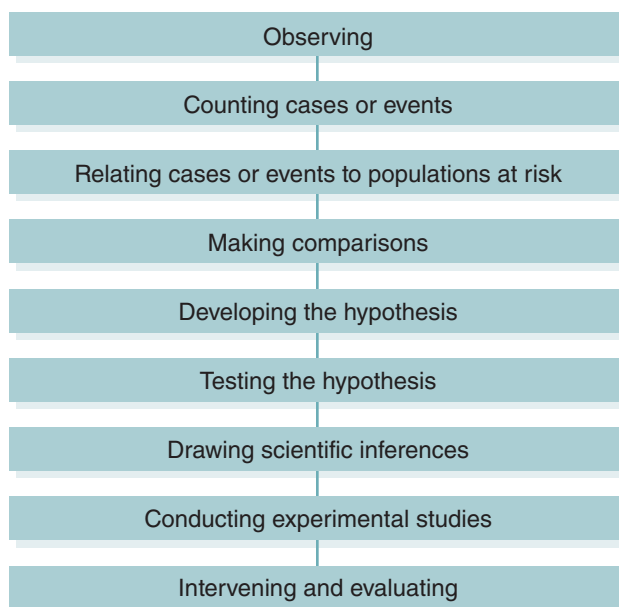 Observing
Counting cases or events
Relating cases or events to populations at risk
Making comparisons
Developing the hypothesis
Testing the hypothesis
Drawing scientific inferences
Conducting experimental studies
Intervening and evaluating